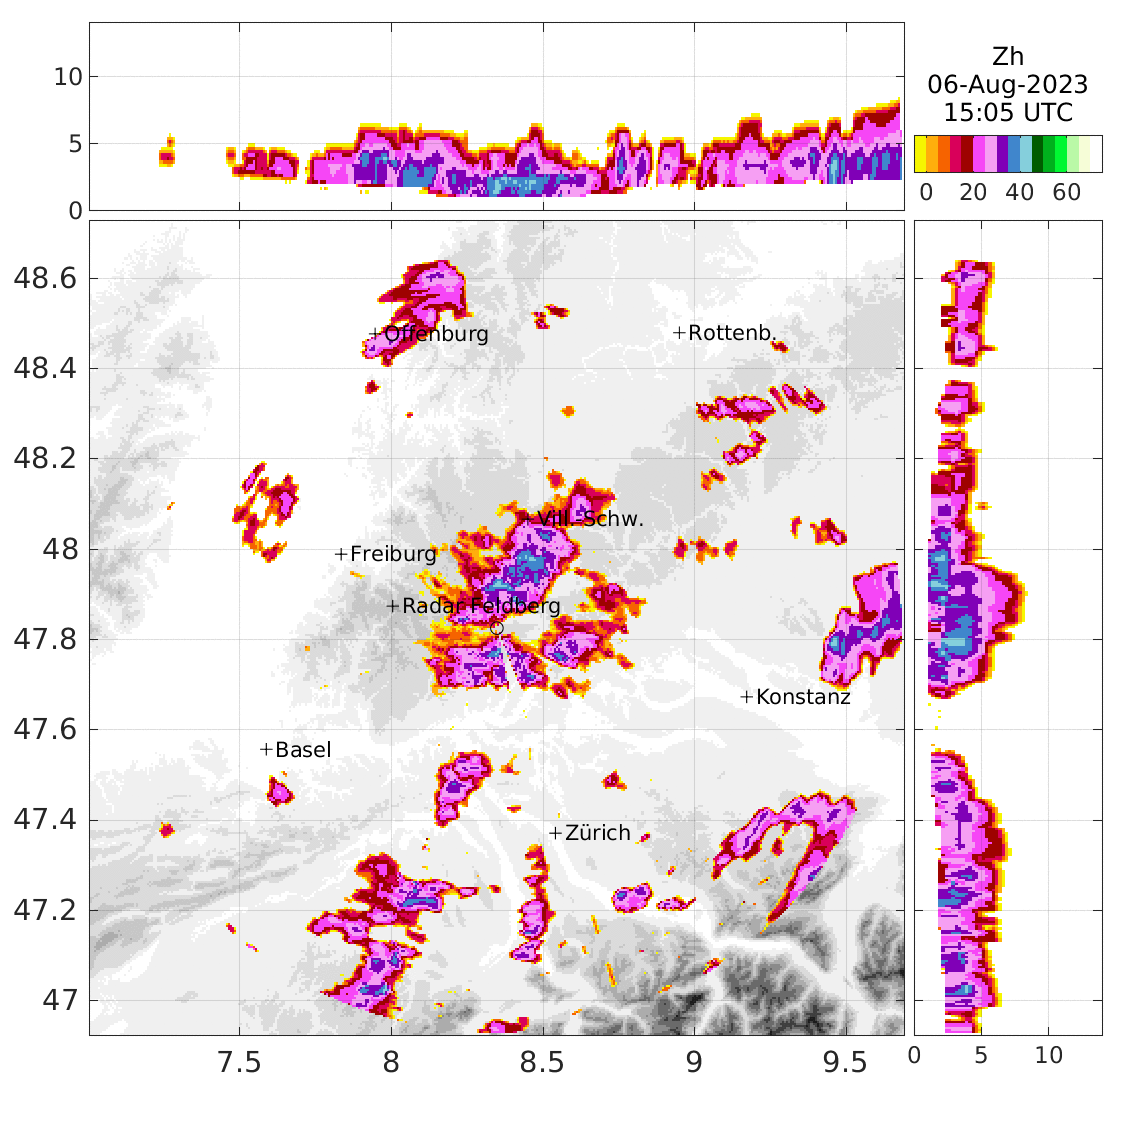 10
5
0
Zh
06-Aug-2023
15:05 UTC
0 20 40 60
48.6
48.4
48.2
48
47.8
47.6
47.4
47.2
47
Offenburg
Rottenb.
Vill.-Schw.
Freiburg
Radar Feldberg
Konstanz
Basel
Zürich
7.5 8 8.5 9 9.5
0 5 10